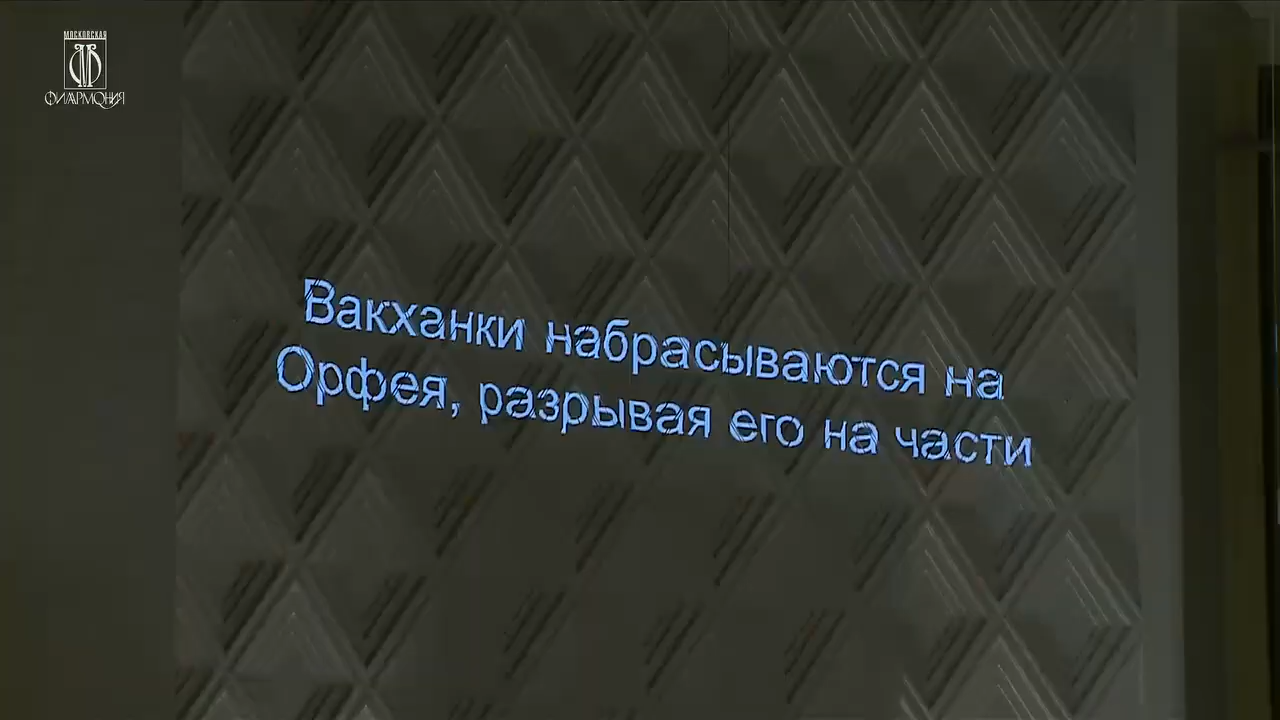 МОСКОВСКАЯ
ФИЛАРМОНИЯ
Вакханки набрасываются на
Орфея, разрывая его на части